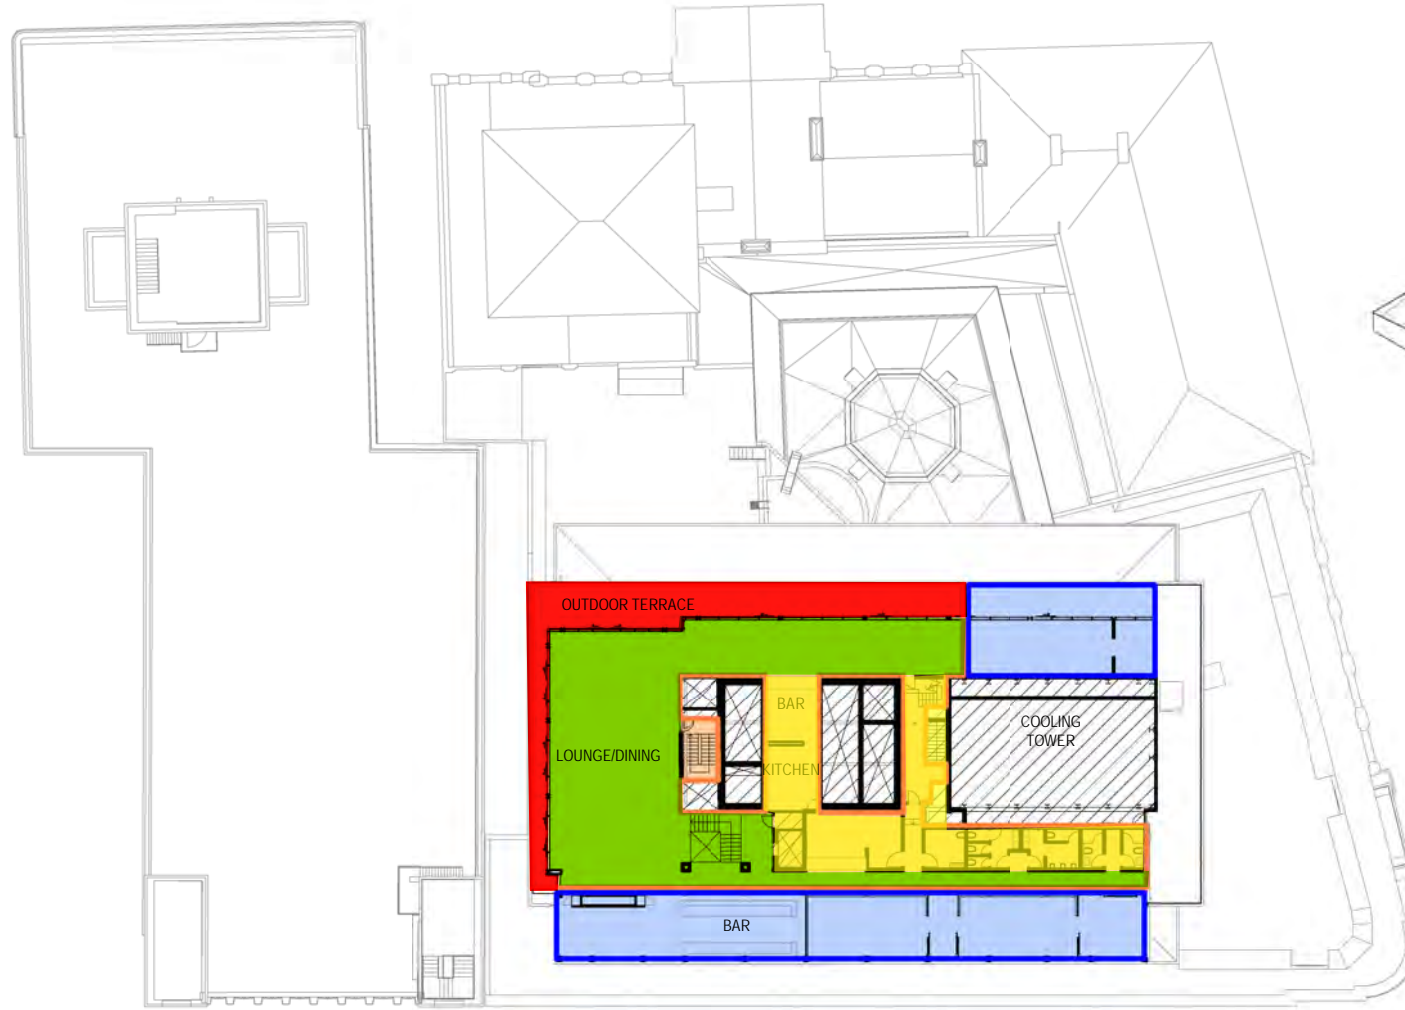 OUTDOOR TERRACE
BAR
COOLING
TOWER
LOUNGE/DINING
KITCHEN
BAR